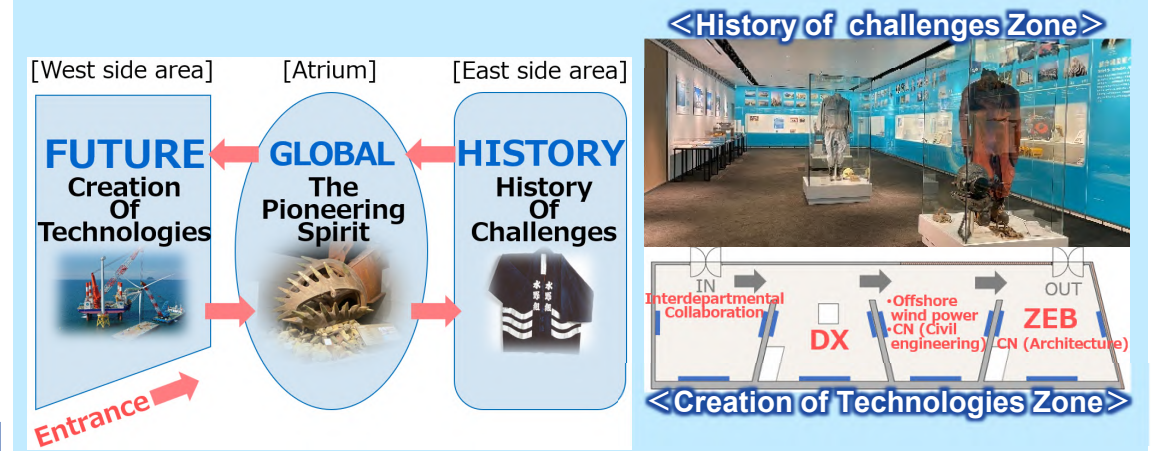 [West side area]
[Atrium]
[East side area]
FUTURE
Creation
Of
Technologies
GLOBAL
The
Pioneering
Spirit
HISTORY
History
Of
Challenges
水野組
水野組
Entrance
<History of challenges Zone>
IN
Interdepartmental
Collaboration
DX
•Offshore
wind power
•CN (Civil
engineering)
OUT
ZEB
CN (Architecture)
<Creation of Technologies Zone>